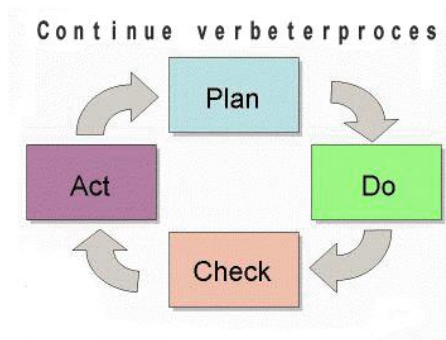 Continue verbeterproces
Plan
Act
Do
Check